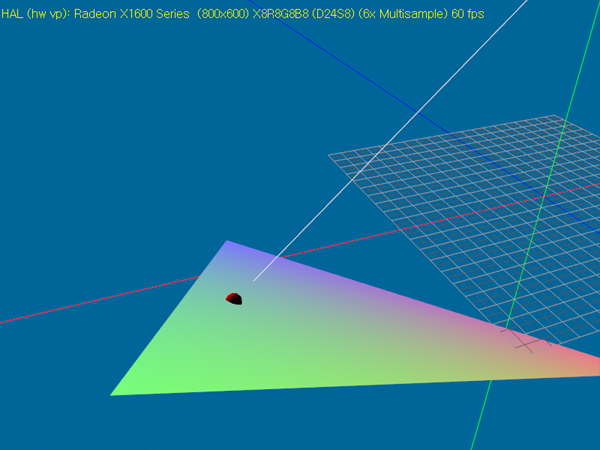 HAL (hw vp): Radeon X1600 Series  (800x600) X8R8G8B8 (D24S8) (6x Multisample) 60 fps